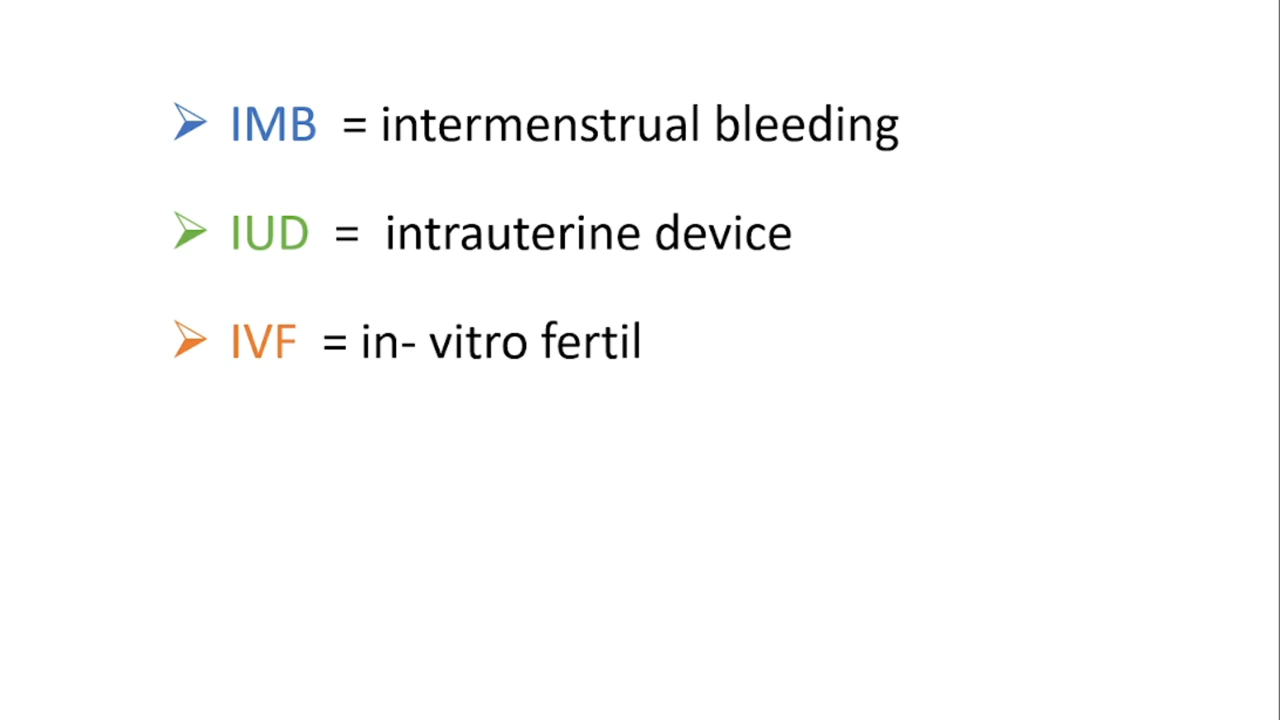 IMB = intermenstrual bleeding
IUD = intrauterine device
IVF = in- vitro fertil